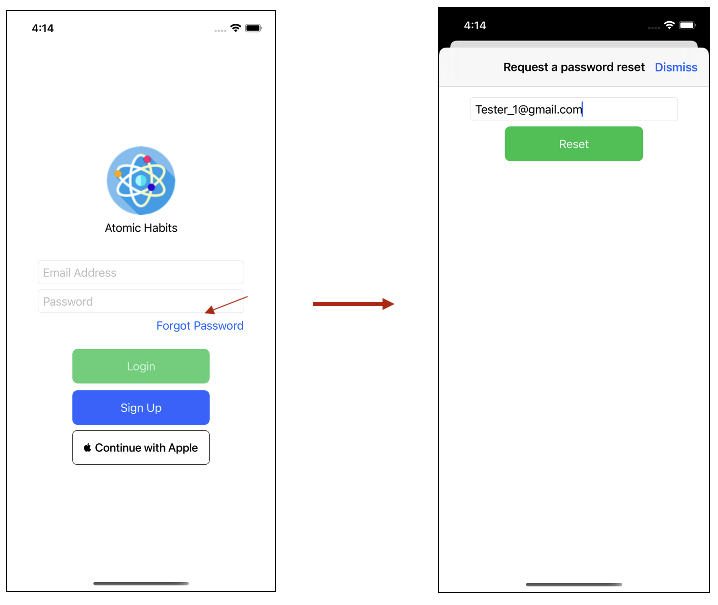 4:14
Atomic Habits
Email Address
Password
Forgot Password
Login
Sign Up
Continue with Apple
4:14
Request a password reset Dismiss
Tester_1@gmail.com
Reset